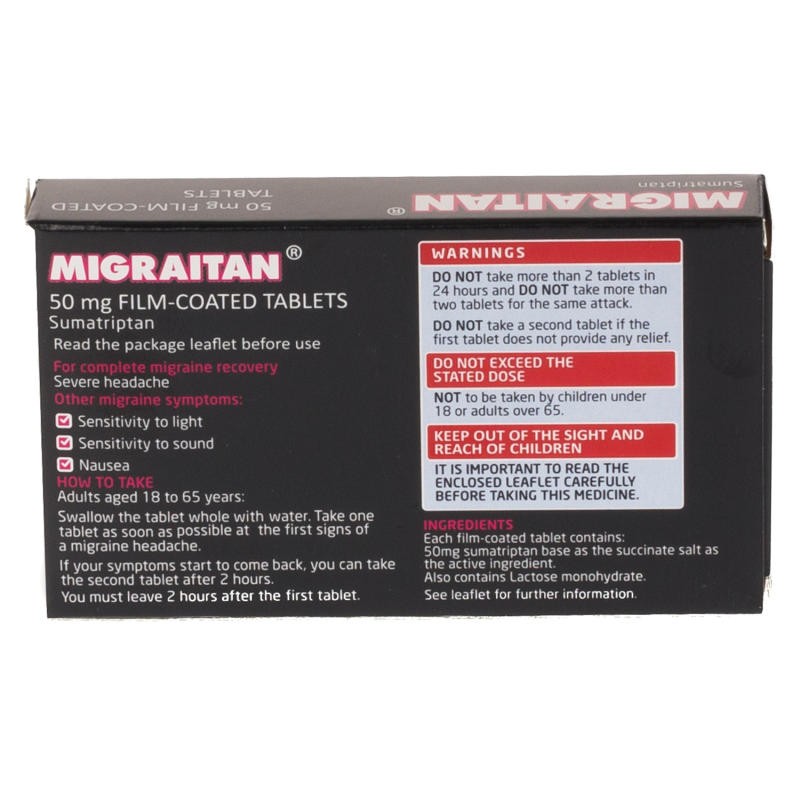 MIGRAITAN ®
Sumatriptan
50 mg FILM-COATED
TABLETS
MIGRAITAN®
50 mg FILM-COATED TABLETS
Sumatriptan
Read the package leaflet before use
For complete migraine recovery
Severe headache
Other migraine symptoms:
Sensitivity to light
Sensitivity to sound
Nausea
HOW TO TAKE
Adults aged 18 to 65 years:
Swallow the tablet whole with water. Take one
tablet as soon as possible at the first signs of
a migraine headache.
If your symptoms start to come back, you can take
the second tablet after 2 hours.
You must leave 2 hours after the first tablet.
WARNINGS
DO NOT take more than 2 tablets in
24 hours and DO NOT take more than
two tablets for the same attack.
DO NOT take a second tablet if the
first tablet does not provide any relief.
DO NOT EXCEED THE
STATED DOSE
NOT to be taken by children under
18 or adults over 65.
KEEP OUT OF THE SIGHT AND
REACH OF CHILDREN
IT IS IMPORTANT TO READ THE
ENCLOSED LEAFLET CAREFULLY
BEFORE TAKING THIS MEDICINE.
INGREDIENTS
Each film-coated tablet contains:
50mg sumatriptan base as the succinate salt as
the active ingredient.
Also contains Lactose monohydrate.
See leaflet for further information.